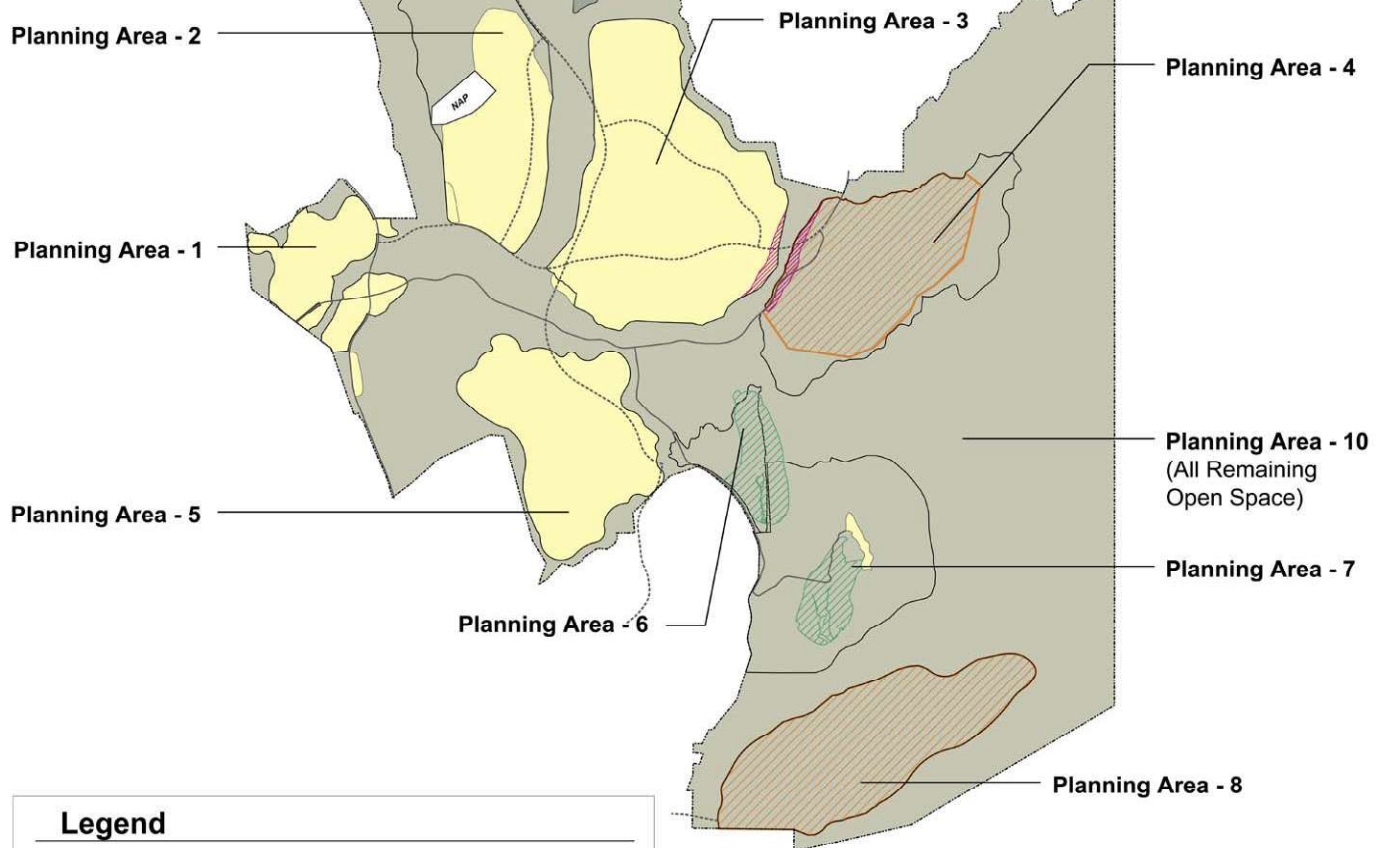 Planning Area - 3
Planning Area - 2
Planning Area - 4
NAP
Planning Area - 1
Planning Area - 10
(All Remaining
Open Space)
Planning Area - 5
Planning Area - 7
Planning Area - 6
Planning Area - 8
Legend